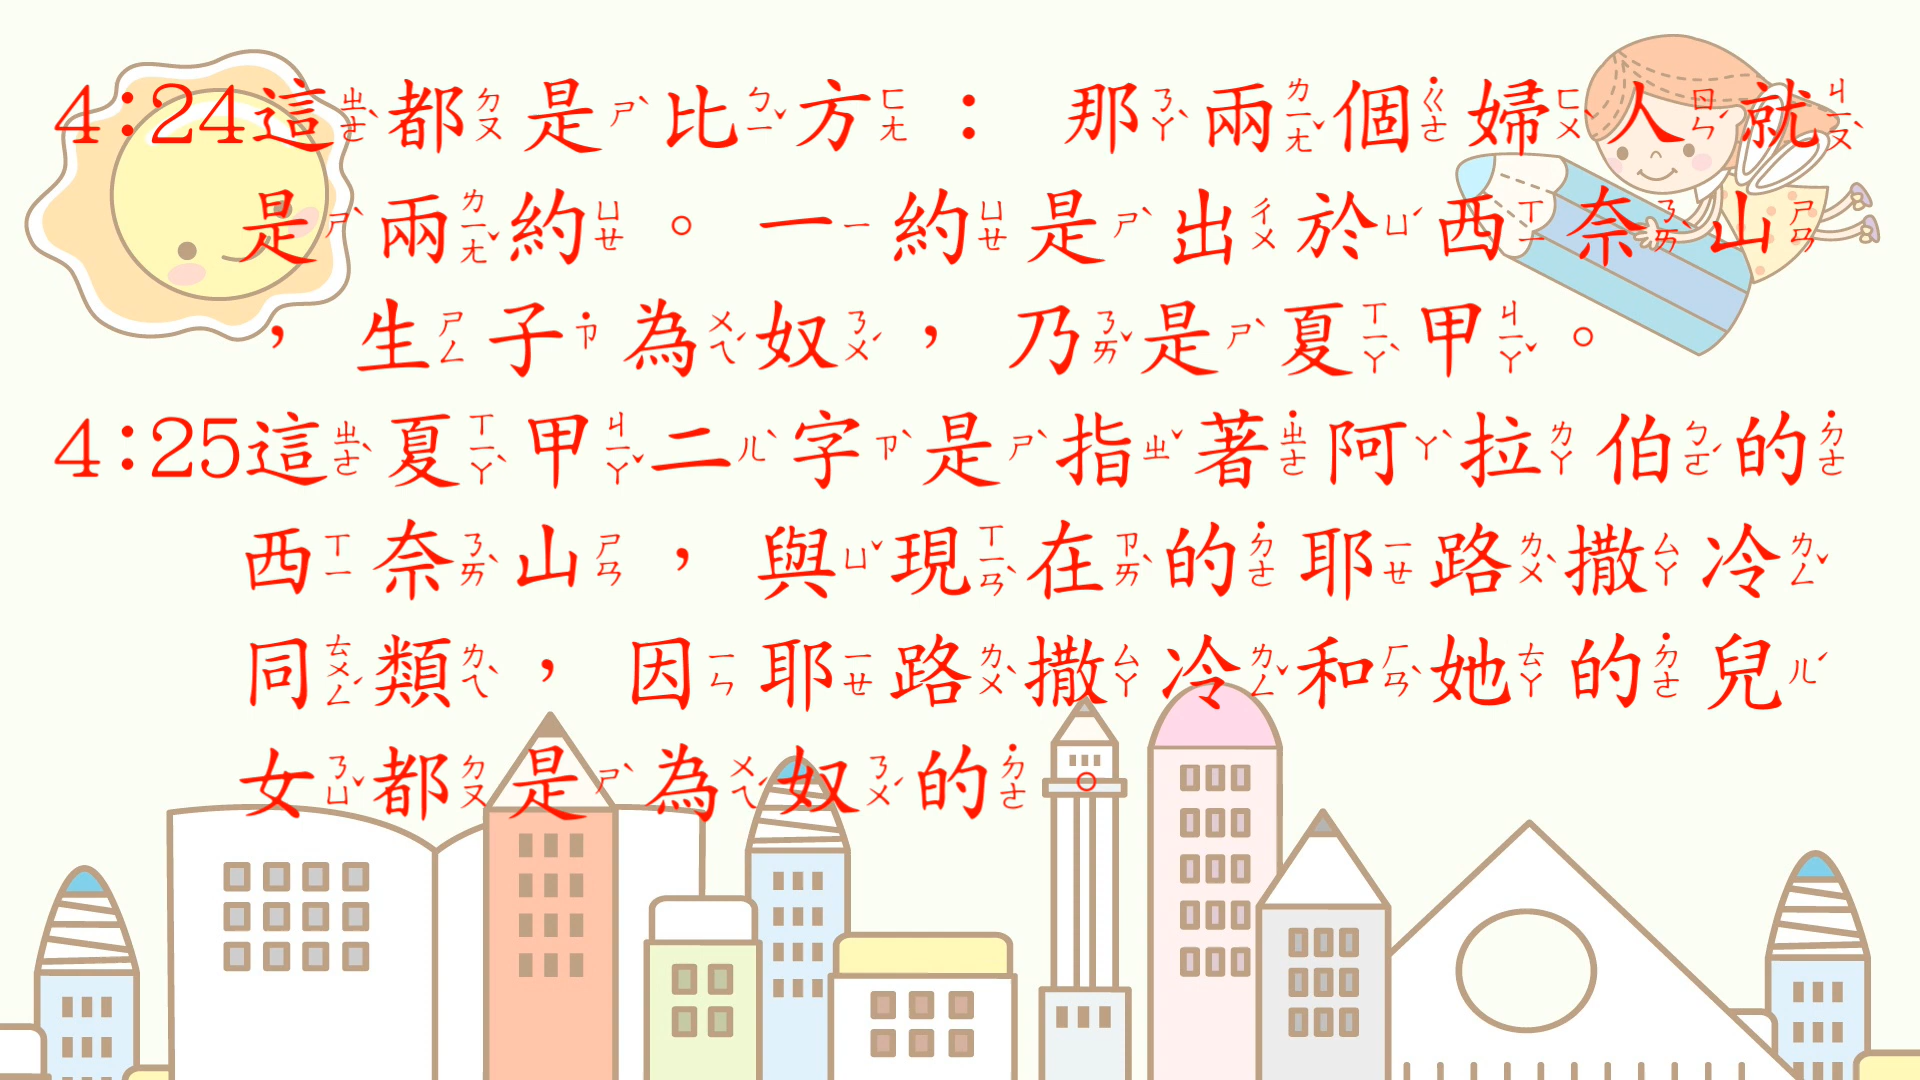 4:24這都是比方： 那兩個婦人就
是兩約。一約是出於西奈山
，生子為奴，乃是夏甲。
4:25這夏甲二字是指著阿拉伯的
西奈山，與現在的耶路撒冷
同類，因耶路撒冷和她的兒
女都是為奴的。